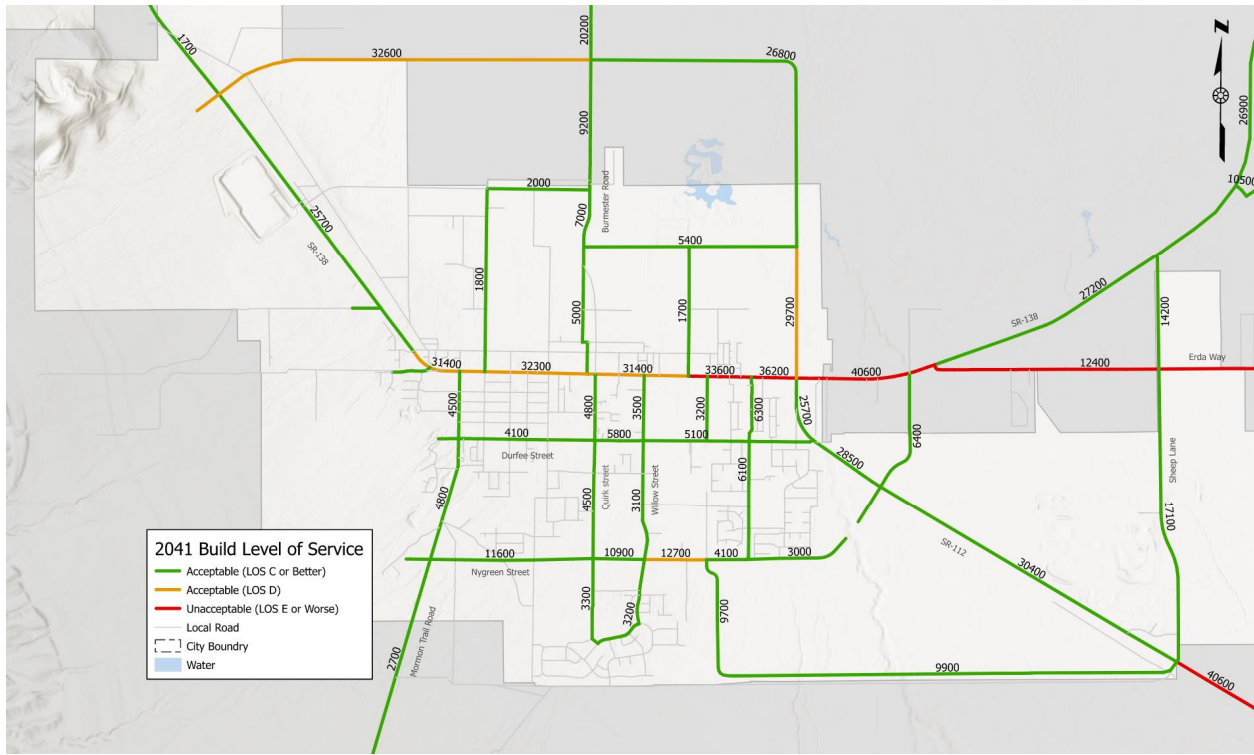 1700
32600
20200
26800
26900
N
9200
10500
2000
Burmester Road
7000
25700
SR-138
5400
27200
1800
5000
1700
29700
14200
SR-138
Erda Way
31400
32300
31400
33600
36200
40600
12400
4500
4800
3500
3200
6300
25700
6400
4100
5800
5100
Durfee Street
28500
Sheep Lane
4800
4500
Quirk street
3100
Willow Street
6100
17100
2041 Build Level of Service
Acceptable (LOS C or Better)
Acceptable (LOS D)
Unacceptable (LOS E or Worse)
Local Road
City Boundry
Water
11600
10900
12700
4100
3000
Nygreen Street
SR-112
30400
3300
3200
9700
Mormon Trail Road
2700
9900
40600